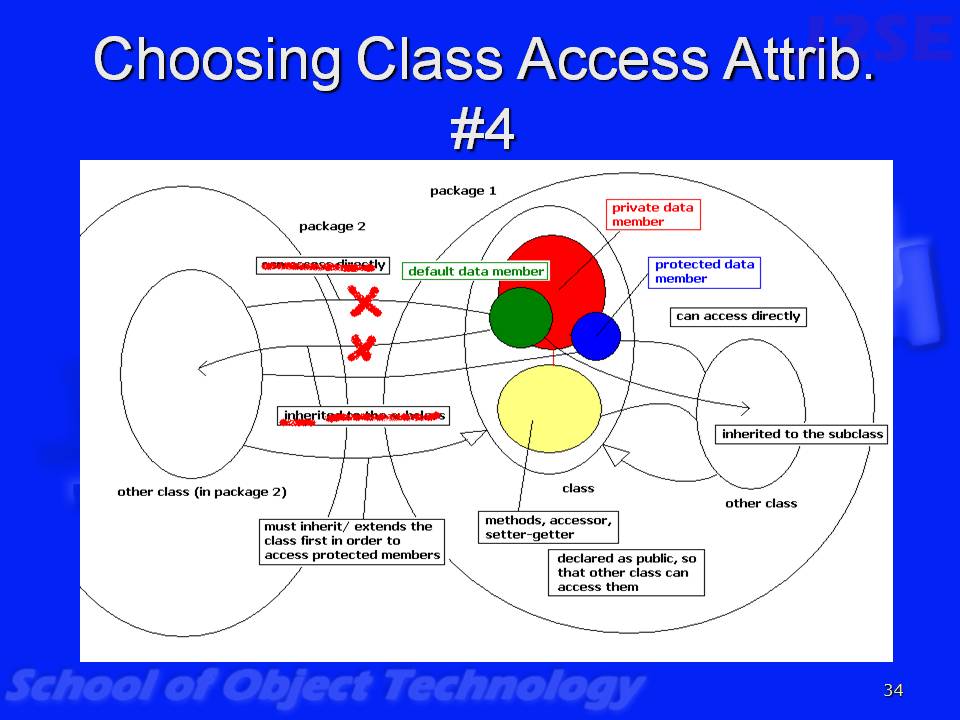 Choosing Class Access Attrib.
#4
J2SE
package 1
package 2
private data
member
can access directly
default data member
protected data
member
can access directly
inherited to the subclass
inherited to the subclass
other class (in package 2)
class
other class
must inherit/ extends the
class first in order to
access protected members
methods, accessor,
setter-getter
declared as public, so
that other class can
access them
School of Object Technology
34